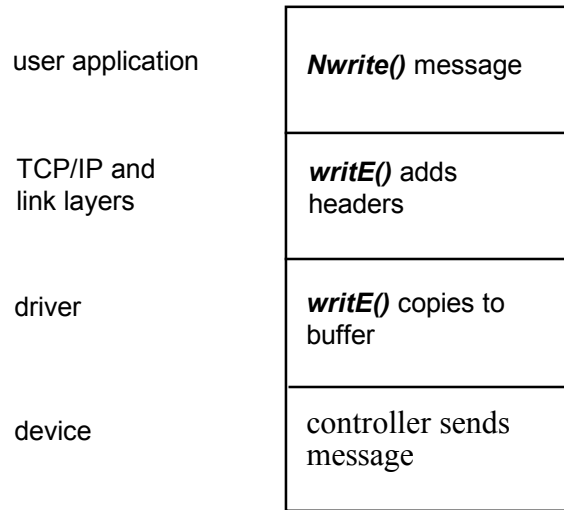 user application
Nwrite() message
TCP/IP and
link layers
writE() adds
headers
driver
writE() copies to
buffer
device
controller sends
message